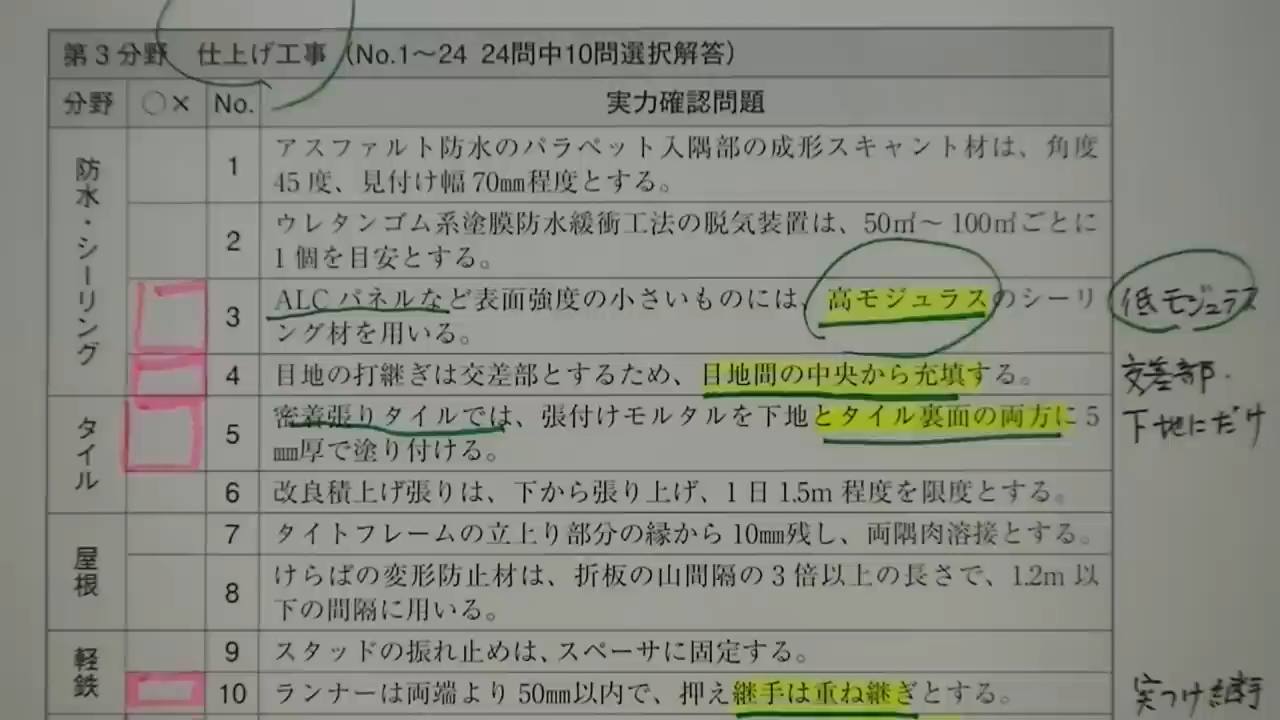 第3分野 仕上げ工事（No.1～24 24問中10問選択解答）
分野 ○× No. 実力確認問題
防水・シーリング
1 アスファルト防水のパラペット入隅部の成形スキャント材は、角度
45度、見付け幅70㎜程度とする。
2 ウレタンゴム系塗膜防水緩衝工法の脱気装置は、50㎡～100㎡ごとに
1個を目安とする。
3 ALCパネルなど表面強度の小さいものには、高モジュラスのシーリ
ング材を用いる。
低モジュラス
4 目地の打継ぎは交差部とするため、目地間の中央から充填する。
交差部.
タイル
5 密着張りタイルでは、張付けモルタルを下地とタイル裏面の両方に5
㎜厚で塗り付ける。
下地にだけ
6 改良積上げ張りは、下から張り上げ、1日1.5m程度を限度とする。
屋根
7 タイトフレームの立上り部分の縁から10㎜残し、両隅肉溶接とする。
8 けらばの変形防止材は、折板の山間隔の3倍以上の長さで、1.2m以
下の間隔に用いる。
軽鉄
9 スタッドの振れ止めは、スペーサに固定する。
10 ランナーは両端より50㎜以内で、押え継手は重ね継ぎとする。
突つけ継手